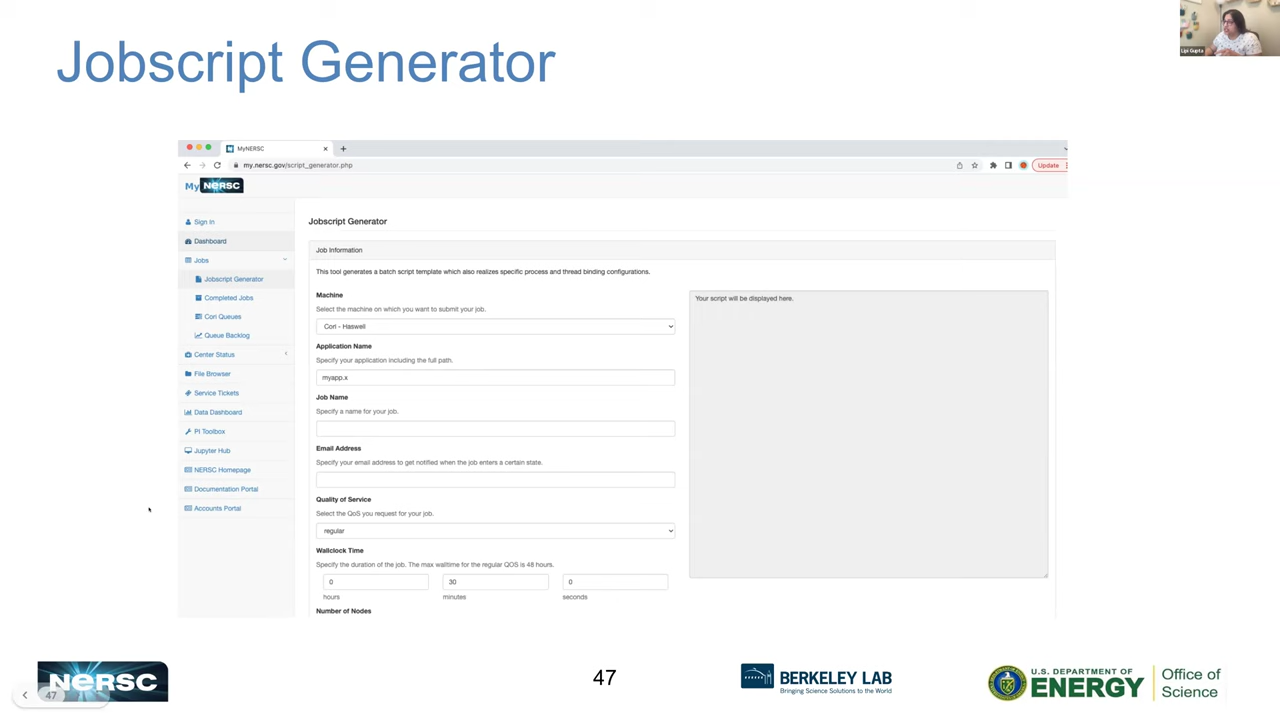 Jobscript Generator
Lipi Gupta
MyNERSC
my.nersc.gov/script_generator.php
Update
My NERSC
Sign In
Dashboard
Jobs
Jobscript Generator
Completed Jobs
Cori Queues
Queue Backlog
Center Status
File Browser
Service Tickets
Data Dashboard
PI Toolbox
Jupyter Hub
NERSC Homepage
Documentation Portal
Accounts Portal
Jobscript Generator
Job Information
This tool generates a batch script template which also realizes specific process and thread binding configurations.
Machine
Select the machine on which you want to submit your job.
Cori - Haswell
Application Name
Specify your application including the full path.
myapp.x
Job Name
Specify a name for your job.
Email Address
Specify your email address to get notified when the job enters a certain state.
Quality of Service
Select the QoS you request for your job.
regular
Wallclock Time
Specify the duration of the job. The max walltime for the regular QOS is 48 hours.
0 30 0
hours minutes seconds
Number of Nodes
Your script will be displayed here.
NERSC
47
47
BERKELEY LAB
Bringing Science Solutions to the World
U.S. DEPARTMENT OF
ENERGY
Office of
Science